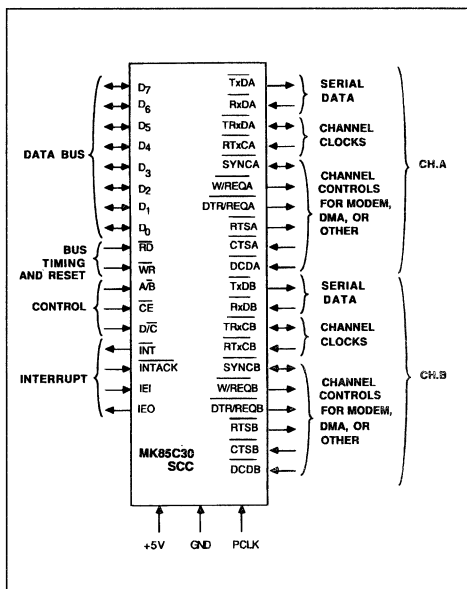 DATA BUS
BUS
TIMING
AND RESET
CONTROL
INTERRUPT
D7
D6
D5
D4
D3
D2
D1
D0
RD
WR
A/B
CE
D/C
INT
INTACK
IEI
IEO
MK85C30
SCC
TxDA
RxDA
TRxDA
RTxCA
SYNCA
W/REQA
DTR/REQA
RTSA
CTSA
DCDA
TxDB
RxDB
TRxCB
RTxCB
SYNCB
W/REQB
DTR/REQB
RTSB
CTSB
DCDB
SERIAL
DATA
CHANNEL
CLOCKS
CHANNEL
CONTROLS
FOR MODEM,
DMA, OR
OTHER
CH.A
SERIAL
DATA
CHANNEL
CLOCKS
CHANNEL
CONTROLS
FOR MODEM,
DMA, OR
OTHER
CH.B
+5V
GND
PCLK